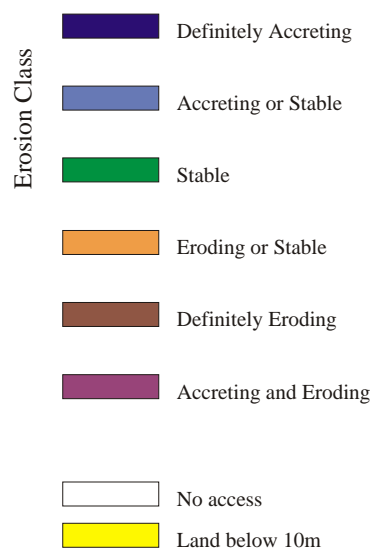 Erosion Class
Definitely Accreting
Accreting or Stable
Stable
Eroding or Stable
Definitely Eroding
Accreting and Eroding
No access
Land below 10m